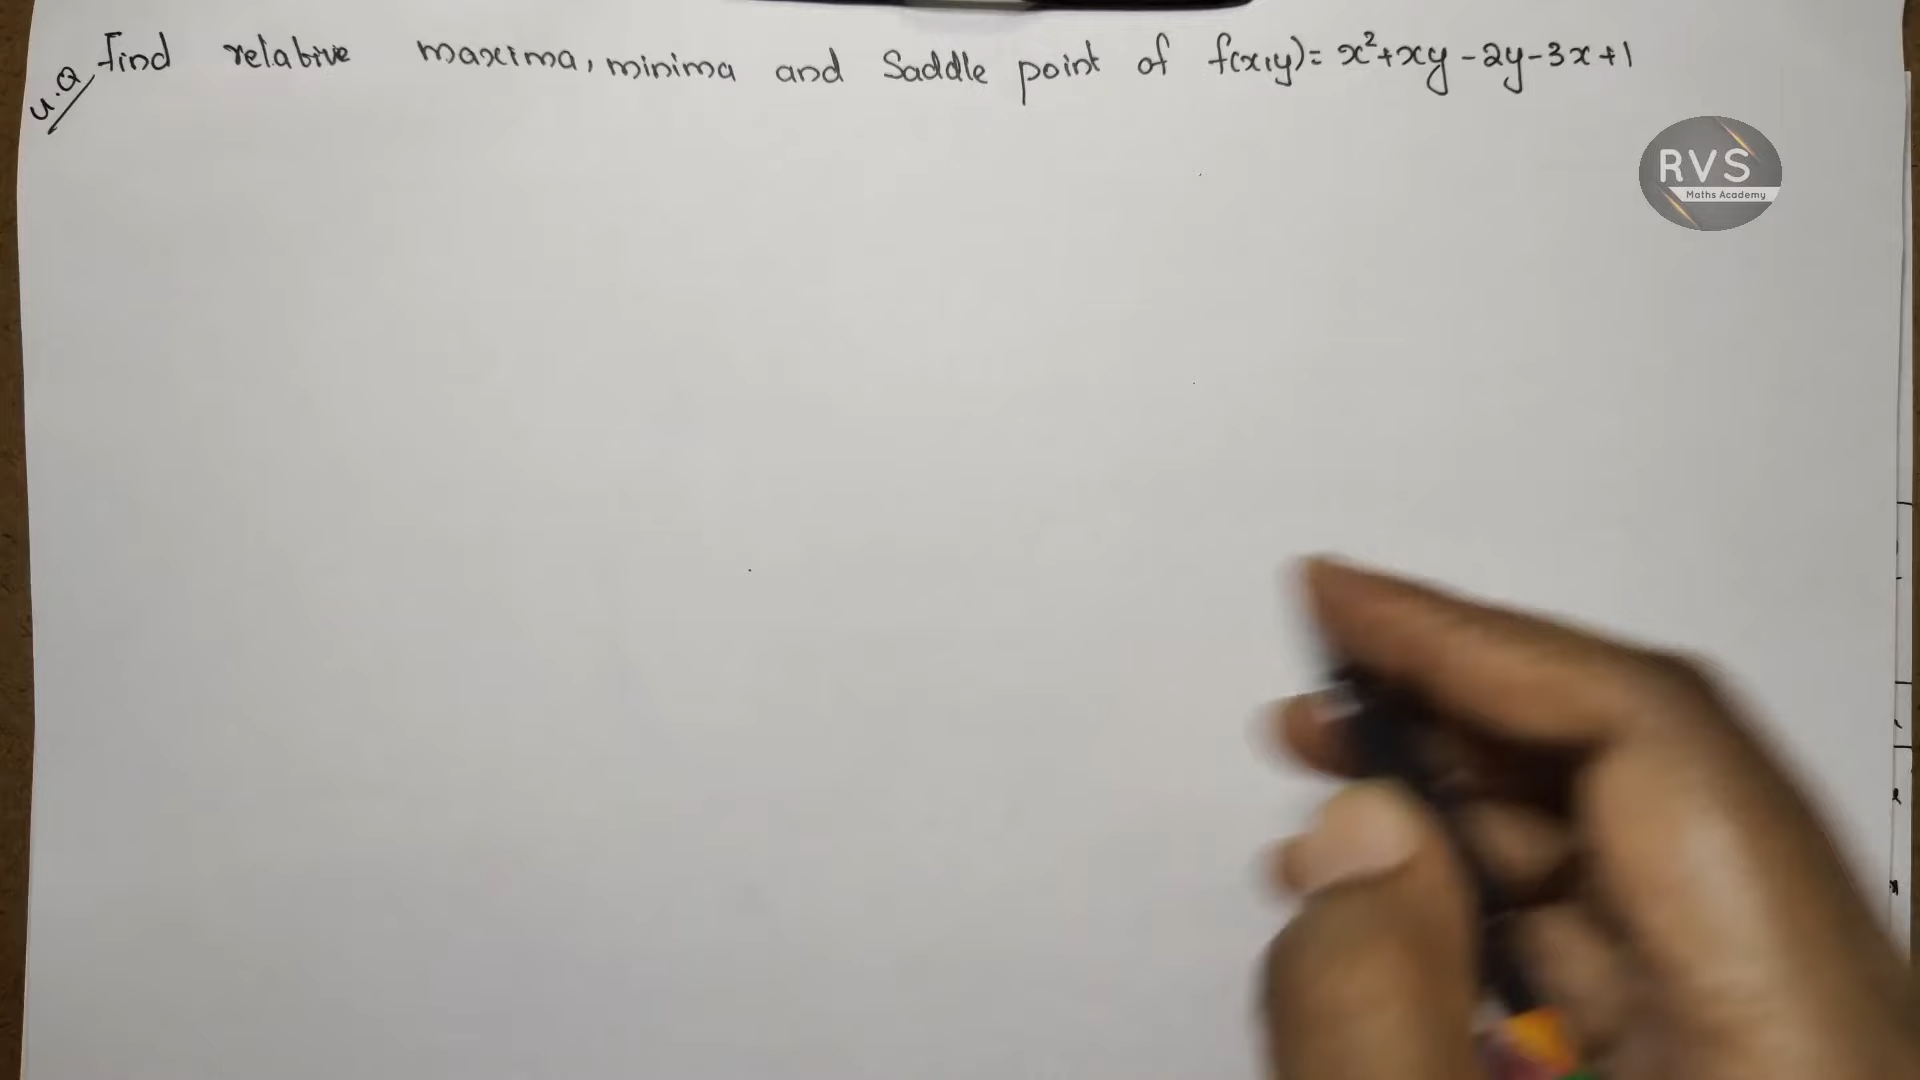 u.Q Find relative maxima, minima and Saddle point of f(x,y)= x²+xy-2y-3x+1
RVS
Maths Academy